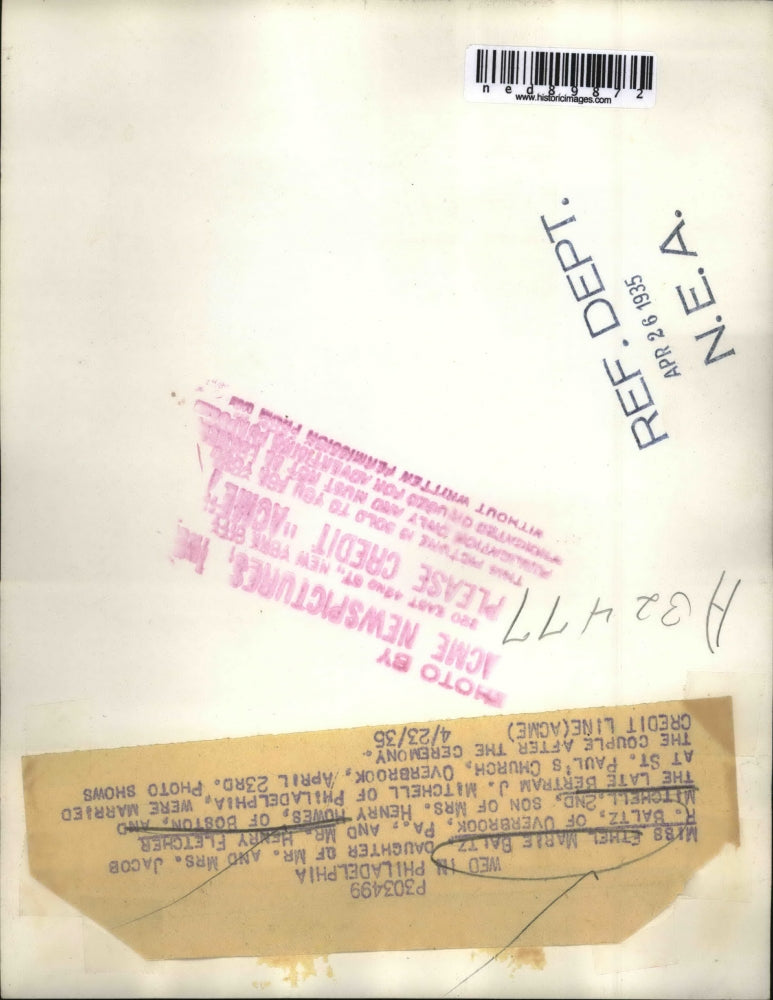 ned89872
www.historicimages.com
REF. DEPT.
APR 26 1935
N.E.A.
PHOTO BY
ACME NEWSPICTURES, Inc
220 EAST 42ND ST., NEW YORK CITY
PLEASE CREDIT "ACME"
THIS PICTURE IS SOLD TO YOU FOR YOUR
PUBLICATION ONLY AND MUST NOT BE LOANED
SYNDICATED OR USED FOR ADVERTISING
WITHOUT WRITTEN PERMISSION FROM US
A32477
P303499
WED IN PHILADELPHIA
MISS ETHEL MARIE BALTZ, DAUGHTER OF MR. AND MRS. JACOB
R. BALTZ, OF OVERBROOK, PA., AND MR. HENRY FLETCHER
MITCHELL 2ND, SON OF MRS. HENRY HOWES, OF BOSTON, AND
THE LATE BERTRAM J. MITCHELL OF PHILADELPHIA, WERE MARRIED
AT ST. PAUL'S CHURCH, OVERBROOK, APRIL 23RD. PHOTO SHOWS
THE COUPLE AFTER THE CEREMONY.
CREDIT LINE(ACME) 4/23/35